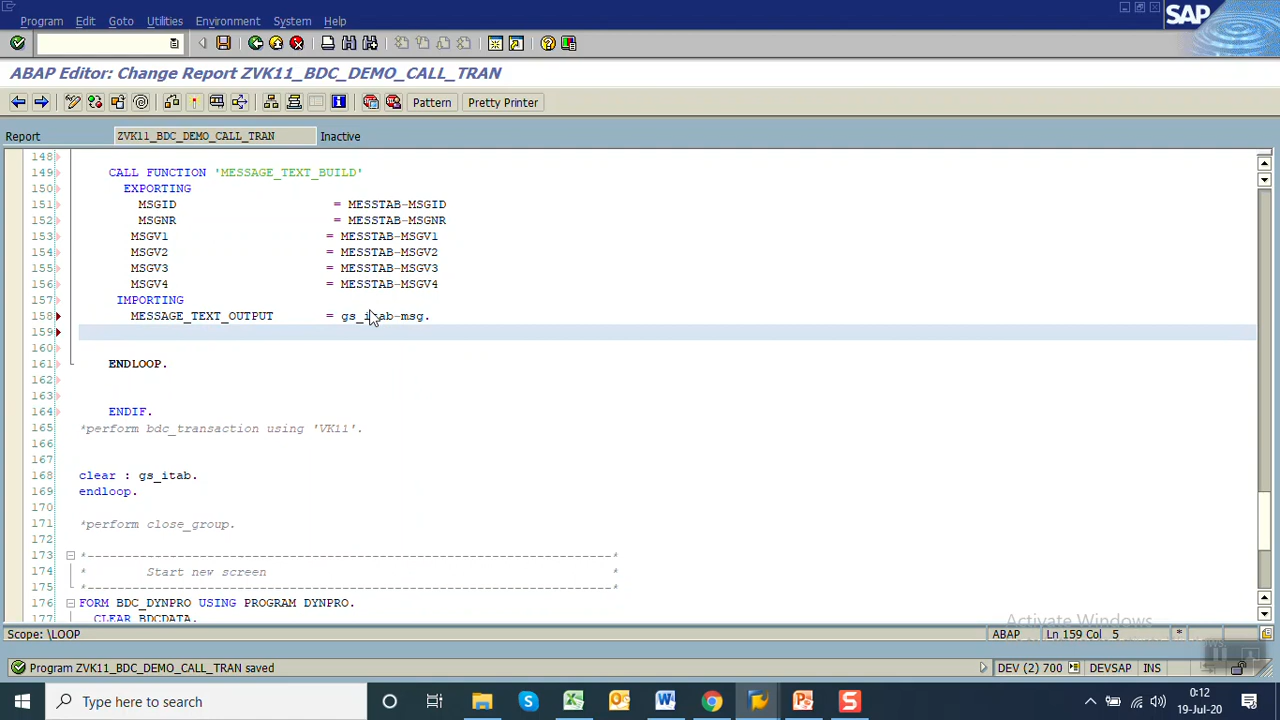 Program Edit Goto Utilities Environment System Help
SAP
ABAP Editor: Change Report ZVK11_BDC_DEMO_CALL_TRAN
Pattern Pretty Printer
Report ZVK11_BDC_DEMO_CALL_TRAN Inactive
148
149 CALL FUNCTION 'MESSAGE_TEXT_BUILD'
150 EXPORTING
151 MSGID = MESSTAB-MSGID
152 MSGNR = MESSTAB-MSGNR
153 MSGV1 = MESSTAB-MSGV1
154 MSGV2 = MESSTAB-MSGV2
155 MSGV3 = MESSTAB-MSGV3
156 MSGV4 = MESSTAB-MSGV4
157 IMPORTING
158 MESSAGE_TEXT_OUTPUT = gs_itab-msg.
159
160
161 ENDLOOP.
162
163
164 ENDIF.
165 *perform bdc_transaction using 'VK11'.
166
167
168 clear : gs_itab.
169 endloop.
170
171 *perform close_group.
172
173 *----------------------------------------------------------------------*
174 * Start new screen *
175 *----------------------------------------------------------------------*
176 FORM BDC_DYNPRO USING PROGRAM DYNPRO.
177 CLEAR BDCDATA.
Activate Windows
Scope: \LOOP ABAP Ln 159 Col 5 *
Program ZVK11_BDC_DEMO_CALL_TRAN saved DEV (2) 700 DEVSAP INS
Type here to search
0:12
19-Jul-20